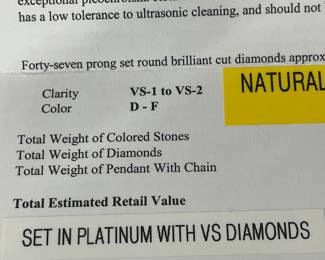 has a low tolerance to ultrasonic cleaning, and should not
Forty-seven prong set round brilliant cut diamonds approx
Clarity VS-1 to VS-2
Color D - F
NATURAL
Total Weight of Colored Stones
Total Weight of Diamonds
Total Weight of Pendant With Chain
Total Estimated Retail Value
SET IN PLATINUM WITH VS DIAMONDS